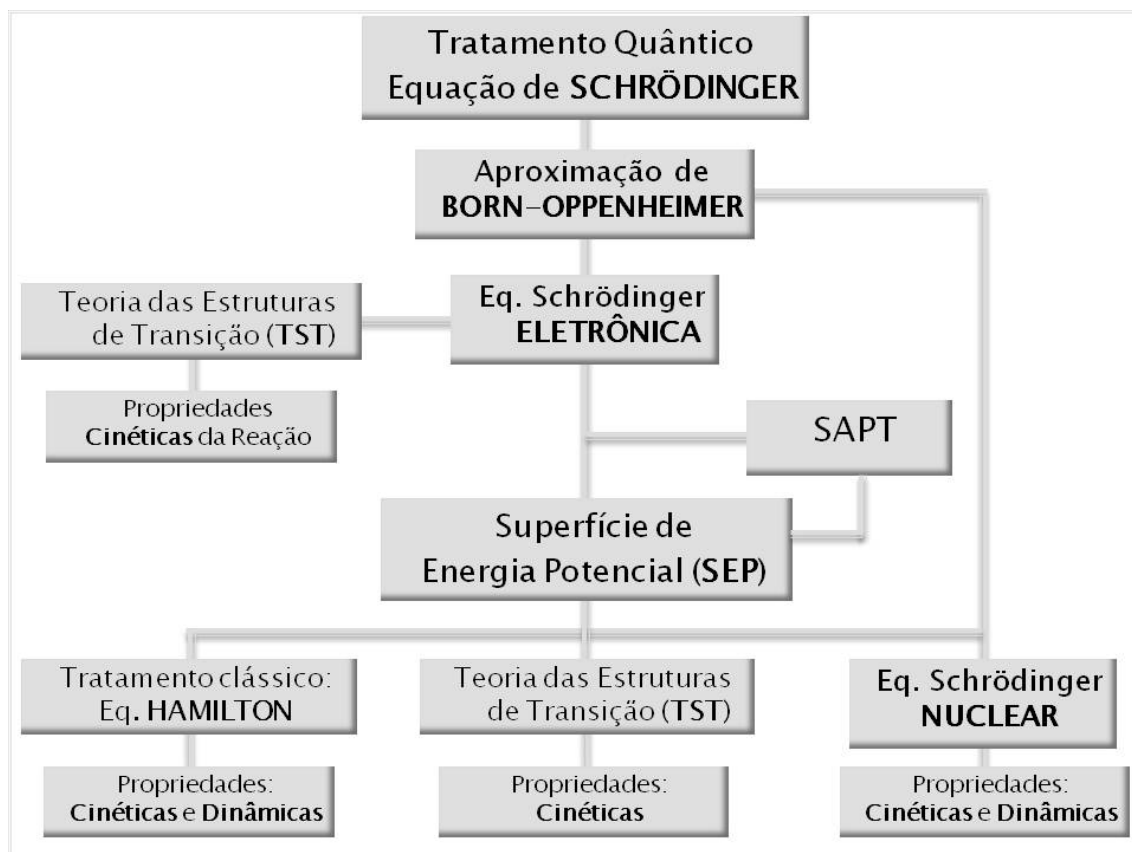 Tratamento Quântico
Equação de SCHRÖDINGER
Aproximação de
BORN-OPPENHEIMER
Eq. Schrödinger
ELETRÔNICA
Teoria das Estruturas
de Transição (TST)
Propriedades
Cinéticas da Reação
SAPT
Superfície de
Energia Potencial (SEP)
Tratamento clássico:
Eq. HAMILTON
Teoria das Estruturas
de Transição (TST)
Eq. Schrödinger
NUCLEAR
Propriedades:
Cinéticas e Dinâmicas
Propriedades:
Cinéticas
Propriedades:
Cinéticas e Dinâmicas